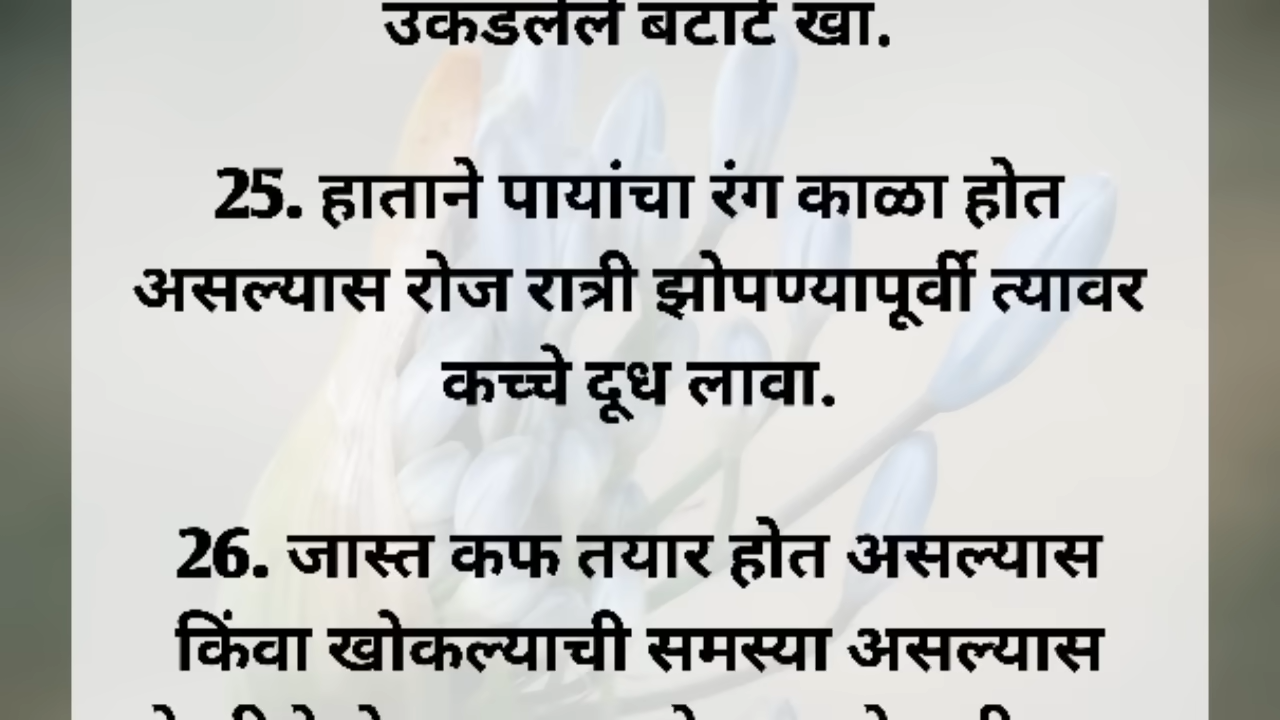 उकडलेले बटाटे खा.
25. हाताने पायांचा रंग काळा होत
असल्यास रोज रात्री झोपण्यापूर्वी त्यावर
कच्चे दूध लावा.
26. जास्त कफ तयार होत असल्यास
किंवा खोकल्याची समस्या असल्यास